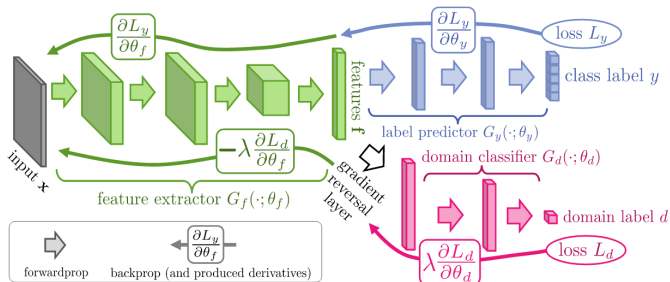 ∂L_y
∂θ_f
∂L_y
∂θ_y
loss L_y
features f
class label y
label predictor G_y(·;θ_y)
−λ ∂L_d
∂θ_f
input x
feature extractor G_f(·;θ_f)
gradient
reversal
layer
domain classifier G_d(·;θ_d)
domain label d
λ ∂L_d
∂θ_d
loss L_d
∂L_y
∂θ_f
forwardprop
backprop (and produced derivatives)